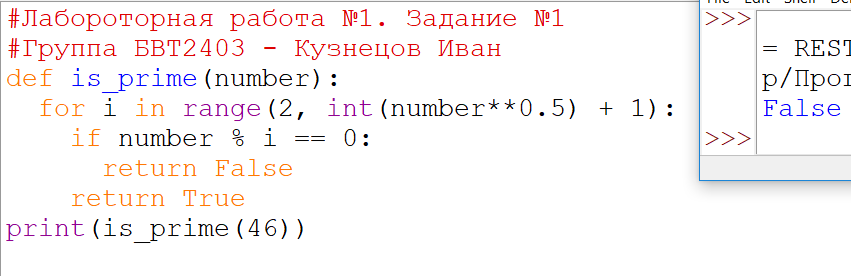 #Лабороторная работа №1. Задание №1
#Группа БВТ2403 - Кузнецов Иван
def is_prime(number):
  for i in range(2, int(number**0.5) + 1):
    if number % i == 0:
      return False
    return True
print(is_prime(46))
>>>
= REST
р/Прог
False
>>>